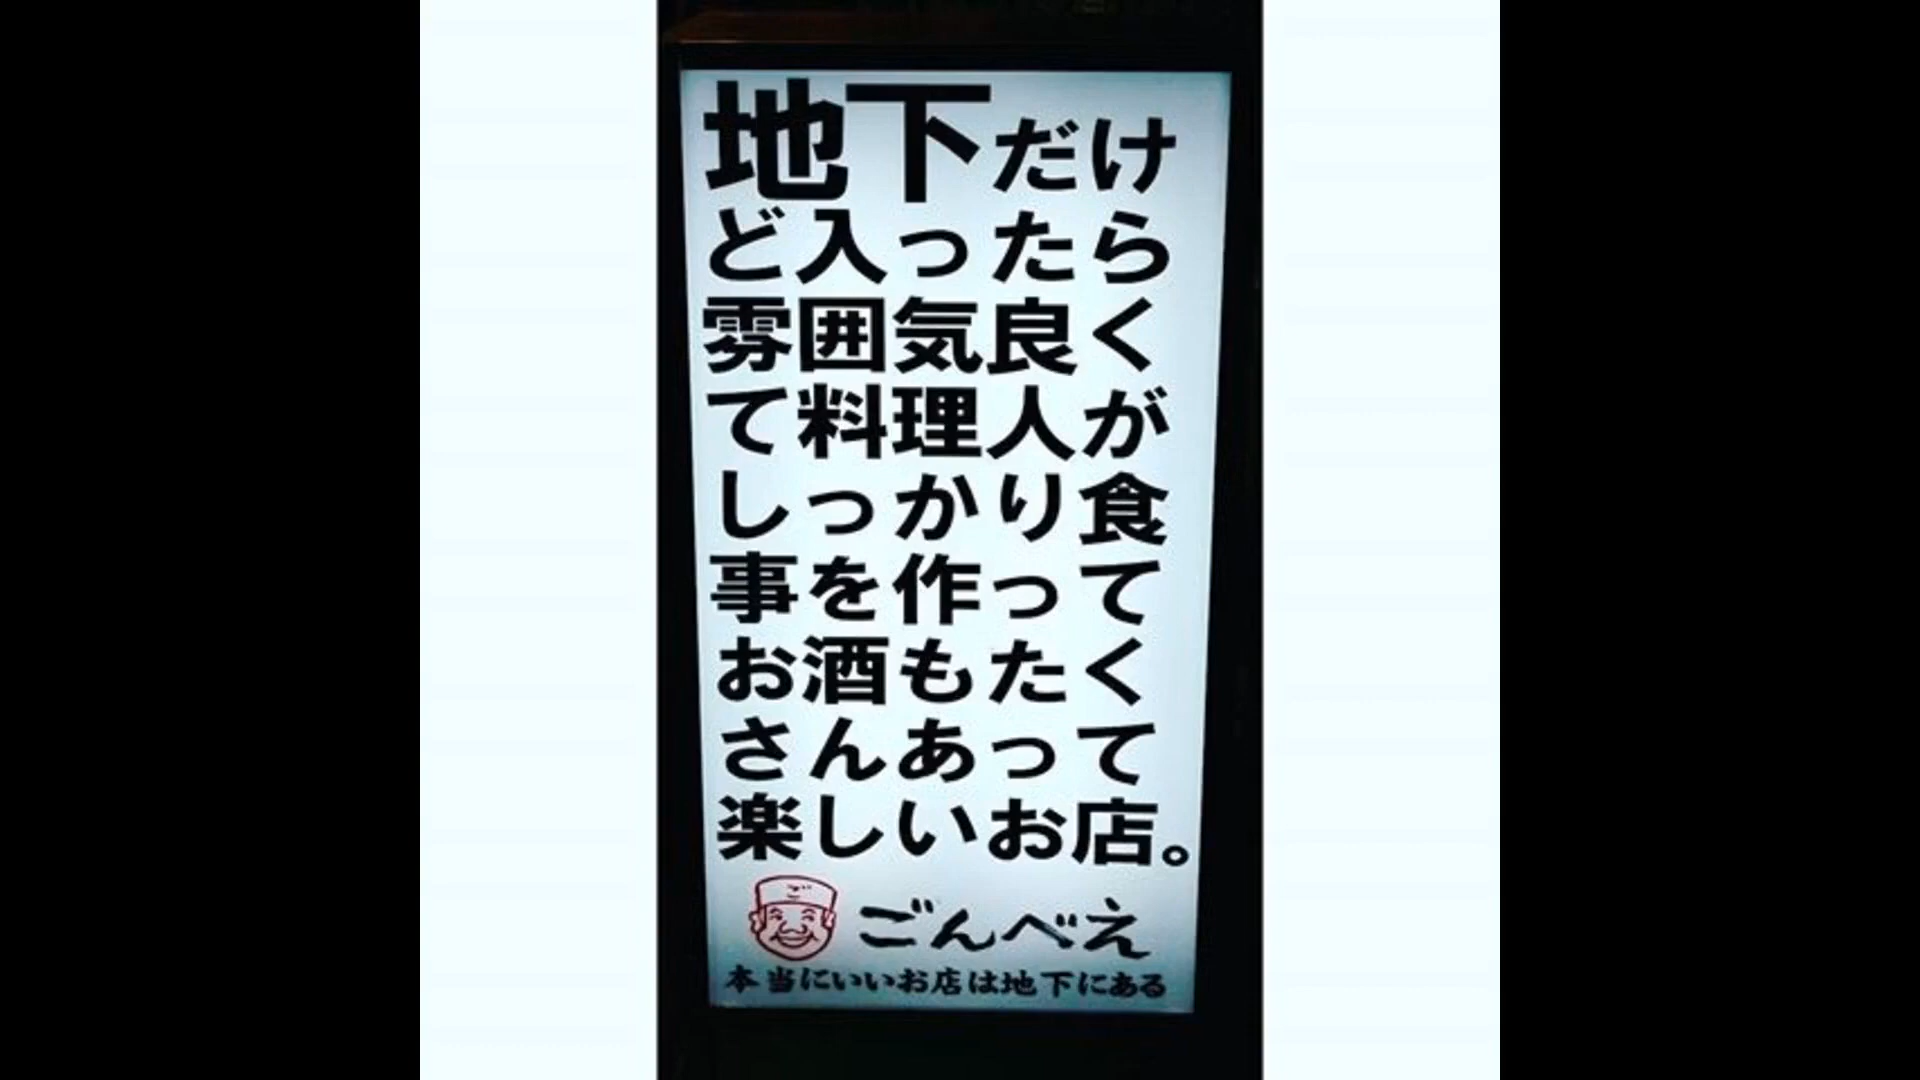 地下だけ
ど入ったら
雰囲気良く
て料理人が
しっかり食
事を作って
お酒もたく
さんあって
楽しいお店。
ご
ごんべえ
本当にいいお店は地下にある